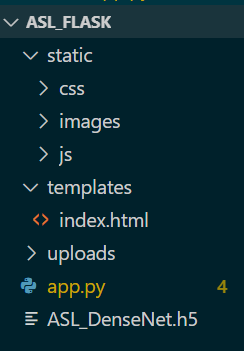 ASL_FLASK
static
css
images
js
templates
index.html
uploads
app.py 4
ASL_DenseNet.h5